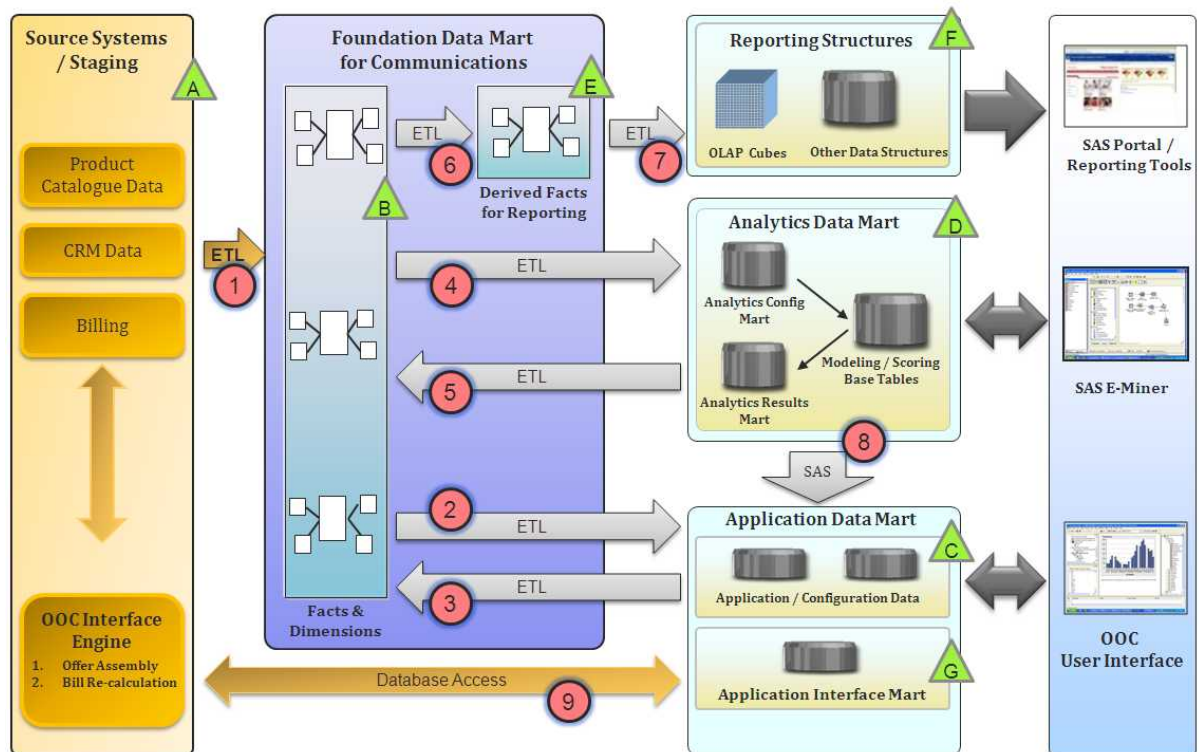 Source Systems
/ Staging
A
Product
Catalogue Data
CRM Data
Billing
OOC Interface
Engine
1. Offer Assembly
2. Bill Re-calculation
ETL
1
Foundation Data Mart
for Communications
E
B
ETL
6
Derived Facts
for Reporting
ETL
7
ETL
4
ETL
5
ETL
2
ETL
3
Facts &
Dimensions
Database Access
9
Reporting Structures
F
OLAP Cubes
Other Data Structures
Analytics Data Mart
D
Analytics Config
Mart
Modeling / Scoring
Base Tables
Analytics Results
Mart
8
SAS
Application Data Mart
C
Application / Configuration Data
G
Application Interface Mart
SAS Portal /
Reporting Tools
SAS E-Miner
OOC
User Interface